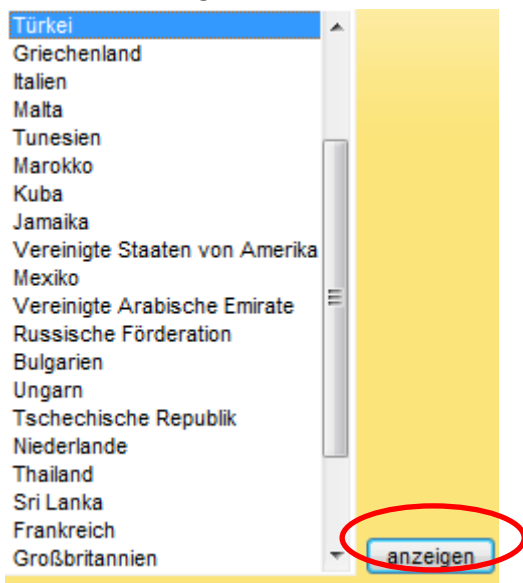 Türkei
Griechenland
Italien
Malta
Tunesien
Marokko
Kuba
Jamaika
Vereinigte Staaten von Amerika
Mexiko
Vereinigte Arabische Emirate
Russische Förderation
Bulgarien
Ungarn
Tschechische Republik
Niederlande
Thailand
Sri Lanka
Frankreich
Großbritannien
anzeigen